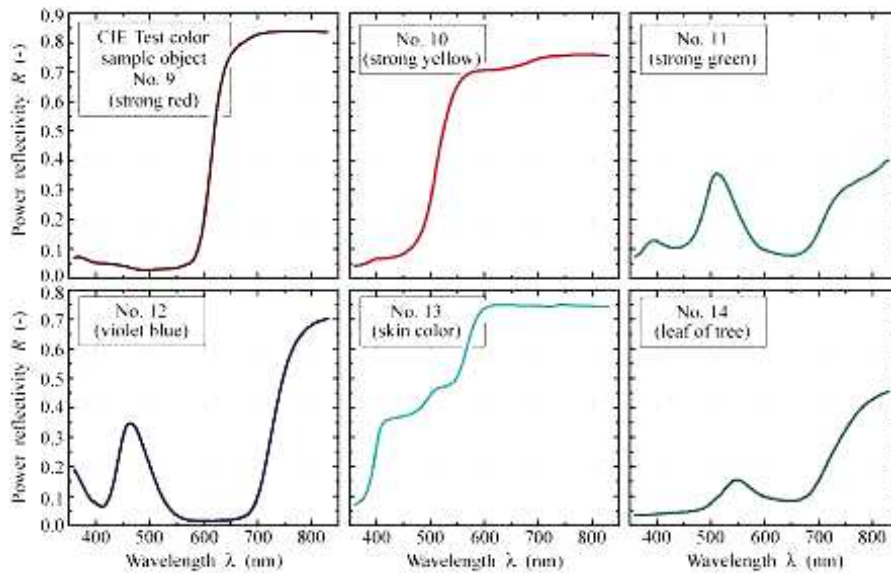 CIE Test color
sample object
No. 9
(strong red)
No. 10
(strong yellow)
No. 11
(strong green)
Power reflectivity R (-)
0.9
0.8
0.7
0.6
0.5
0.4
0.3
0.2
0.1
0.0
No. 12
(violet blue)
No. 13
(skin color)
No. 14
(leaf of tree)
Power reflectivity R (-)
0.8
0.7
0.6
0.5
0.4
0.3
0.2
0.1
0.0
400 500 600 700 800
400 500 600 700 800
400 500 600 700 800
Wavelength λ (nm)
Wavelength λ (nm)
Wavelength λ (nm)